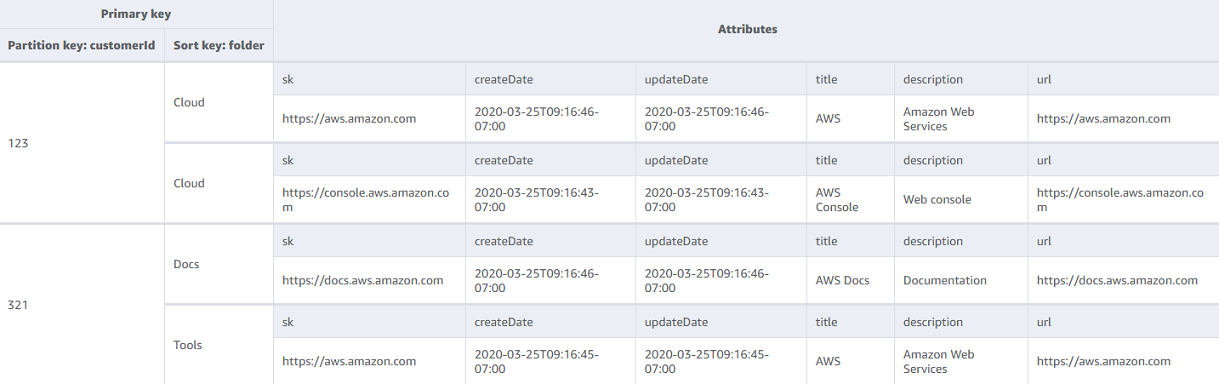 Primary key
Attributes
Partition key: customerId Sort key: folder
sk createDate updateDate title description url
Cloud
https://aws.amazon.com 2020-03-25T09:16:46-07:00 2020-03-25T09:16:46-07:00 AWS Amazon Web Services https://aws.amazon.com
123
sk createDate updateDate title description url
Cloud
https://console.aws.amazon.com 2020-03-25T09:16:43-07:00 2020-03-25T09:16:43-07:00 AWS Console Web console https://console.aws.amazon.com
sk createDate updateDate title description url
Docs
https://docs.aws.amazon.com 2020-03-25T09:16:46-07:00 2020-03-25T09:16:46-07:00 AWS Docs Documentation https://docs.aws.amazon.com
321
sk createDate updateDate title description url
Tools
https://aws.amazon.com 2020-03-25T09:16:45-07:00 2020-03-25T09:16:45-07:00 AWS Amazon Web Services https://aws.amazon.com